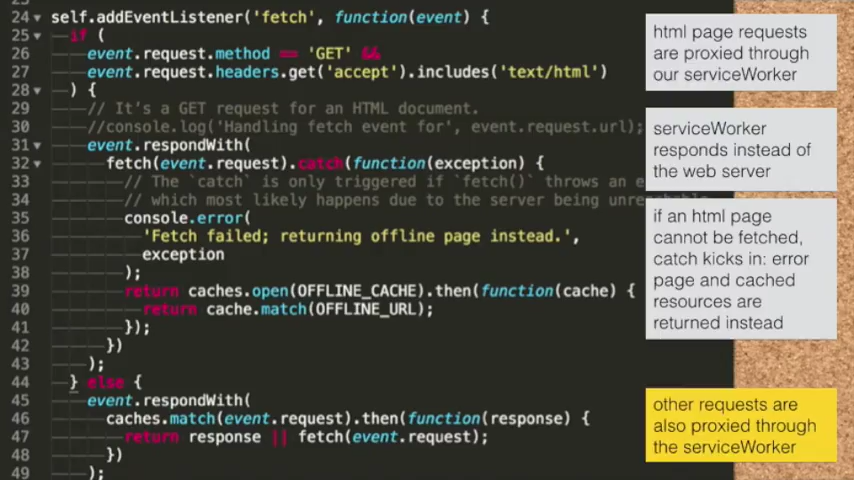 24 self.addEventListener('fetch', function(event) {
25 if (
26 event.request.method == 'GET' &&
27 event.request.headers.get('accept').includes('text/html')
28 ) {
29 // It's a GET request for an HTML document.
30 //console.log('Handling fetch event for', event.request.url);
31 event.respondWith(
32 fetch(event.request).catch(function(exception) {
33 // The `catch` is only triggered if `fetch()` throws an e
34 // which most likely happens due to the server being
35 console.error(
36 'Fetch failed; returning offline page instead.',
37 exception
38 );
39 return caches.open(OFFLINE_CACHE).then(function(cache) {
40 return cache.match(OFFLINE_URL);
41 });
42 })
43 );
44 } else {
45 event.respondWith(
46 caches.match(event.request).then(function(response) {
47 return response || fetch(event.request);
48 })
49 );
html page requests
are proxied through
our serviceWorker
serviceWorker
responds instead of
the web server
if an html page
cannot be fetched,
catch kicks in: error
page and cached
resources are
returned instead
other requests are
also proxied through
the serviceWorker